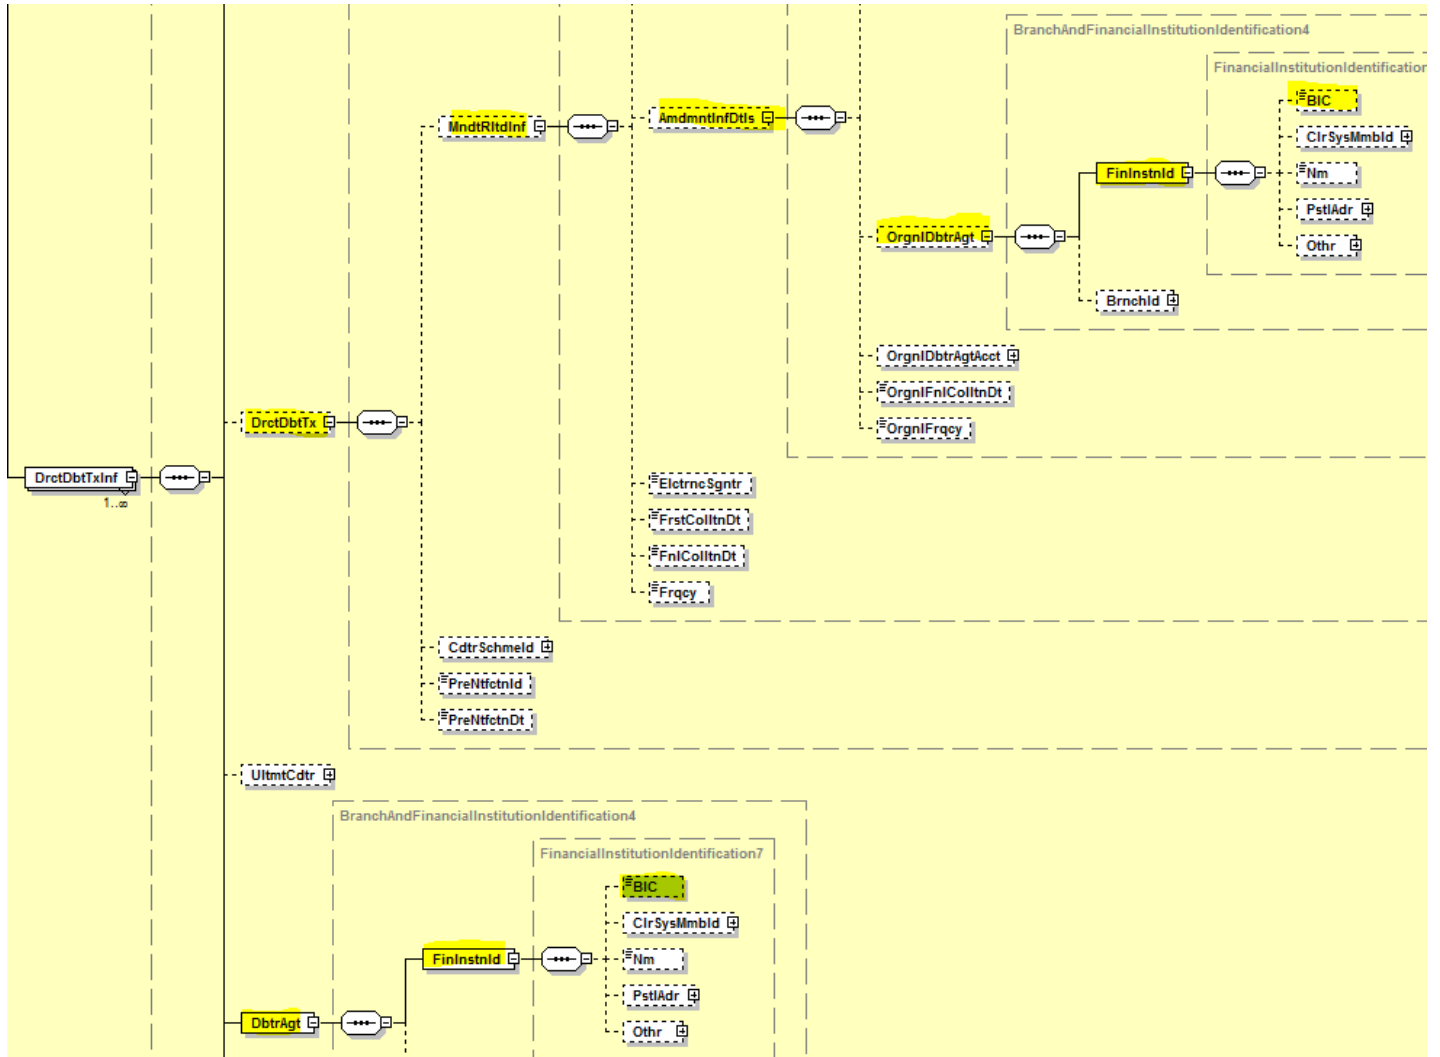 BranchAndFinancialInstitutionIdentification4
FinancialInstitutionIdentification
BIC
ClrSysMmbId
Nm
PstlAdr
Othr
FinInstnId
BrnchId
MndtRltdInf
AmdmntInfDtls
OrgnlDbtrAgt
OrgnlDbtrAgtAcct
OrgnlFnlColltnDt
OrgnlFrqcy
DrctDbtTx
DrctDbtTxInf
1..∞
ElctrncSgntr
FrstColltnDt
FnlColltnDt
Frqcy
CdtrSchmeId
PreNtfctnId
PreNtfctnDt
UltmtCdtr
BranchAndFinancialInstitutionIdentification4
FinancialInstitutionIdentification7
BIC
ClrSysMmbId
Nm
PstlAdr
Othr
FinInstnId
DbtrAgt